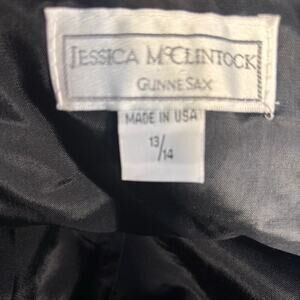 JESSICA McCLINTOCK
GUNNE SAX
MADE IN USA
13/14